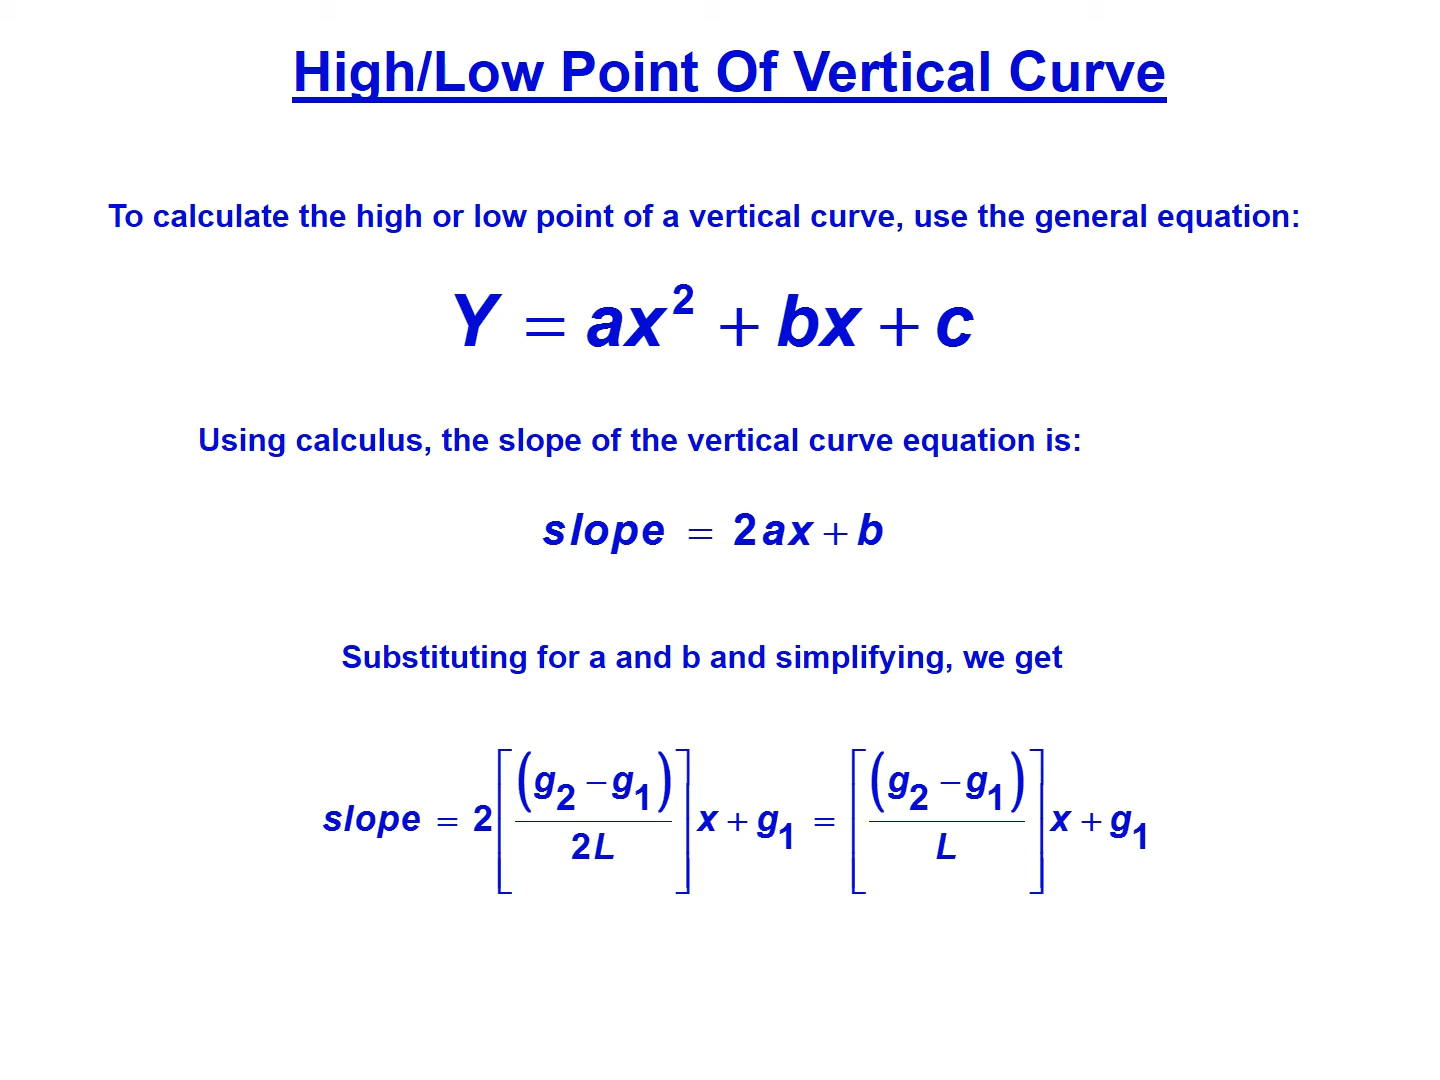 High/Low Point Of Vertical Curve
To calculate the high or low point of a vertical curve, use the general equation:
Y = ax² + bx + c
Using calculus, the slope of the vertical curve equation is:
slope = 2ax + b
Substituting for a and b and simplifying, we get
slope = 2[(g₂ − g₁)/2L]x + g₁ = [(g₂ − g₁)/L]x + g₁